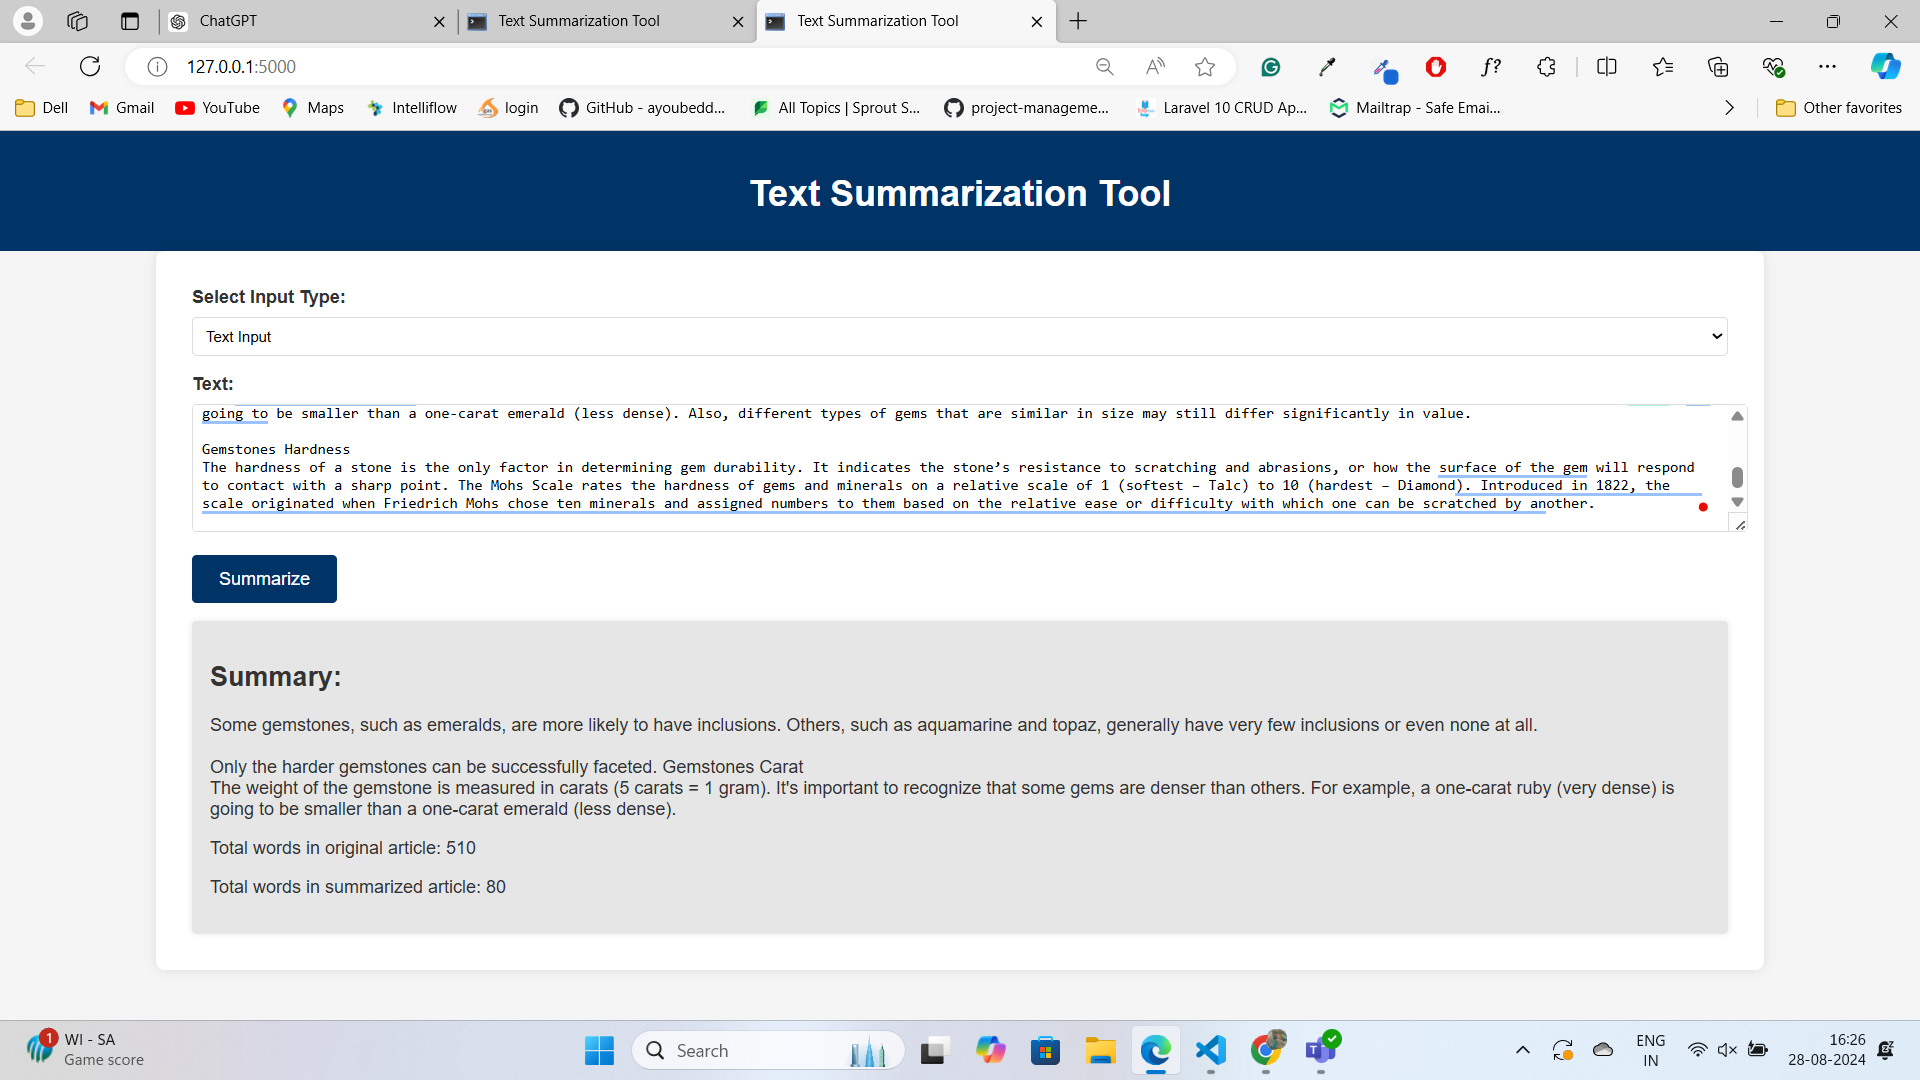 ChatGPT
Text Summarization Tool
Text Summarization Tool
127.0.0.1:5000
Dell
Gmail
YouTube
Maps
Intelliflow
login
GitHub - ayoubedd...
All Topics | Sprout S...
project-manageme...
Laravel 10 CRUD Ap...
Mailtrap - Safe Emai...
Other favorites
Text Summarization Tool
Select Input Type:
Text Input
Text:
going to be smaller than a one-carat emerald (less dense). Also, different types of gems that are similar in size may still differ significantly in value.
Gemstones Hardness
The hardness of a stone is the only factor in determining gem durability. It indicates the stone’s resistance to scratching and abrasions, or how the surface of the gem will respond
to contact with a sharp point. The Mohs Scale rates the hardness of gems and minerals on a relative scale of 1 (softest – Talc) to 10 (hardest – Diamond). Introduced in 1822, the
scale originated when Friedrich Mohs chose ten minerals and assigned numbers to them based on the relative ease or difficulty with which one can be scratched by another.
Summarize
Summary:
Some gemstones, such as emeralds, are more likely to have inclusions. Others, such as aquamarine and topaz, generally have very few inclusions or even none at all.
Only the harder gemstones can be successfully faceted. Gemstones Carat
The weight of the gemstone is measured in carats (5 carats = 1 gram). It's important to recognize that some gems are denser than others. For example, a one-carat ruby (very dense) is
going to be smaller than a one-carat emerald (less dense).
Total words in original article: 510
Total words in summarized article: 80
1
WI - SA
Game score
Search
ENG
IN
16:26
28-08-2024